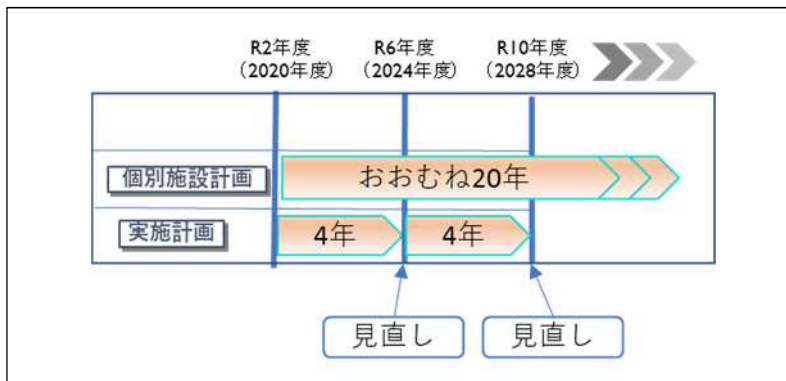 R2年度
(2020年度)
R6年度
(2024年度)
R10年度
(2028年度)
個別施設計画
おおむね20年
実施計画
4年
4年
見直し
見直し